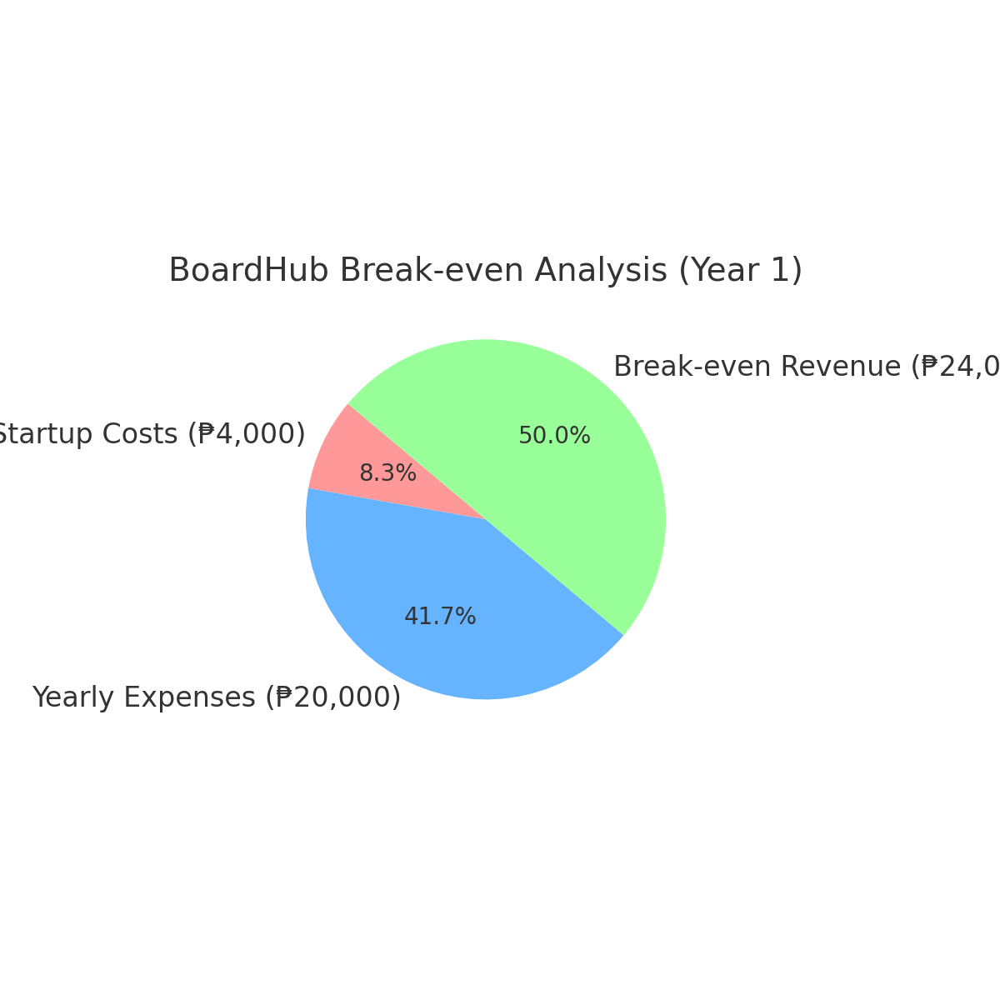 BoardHub Break-even Analysis (Year 1)
Break-even Revenue (₱24,0
50.0%
Startup Costs (₱4,000)
8.3%
41.7%
Yearly Expenses (₱20,000)